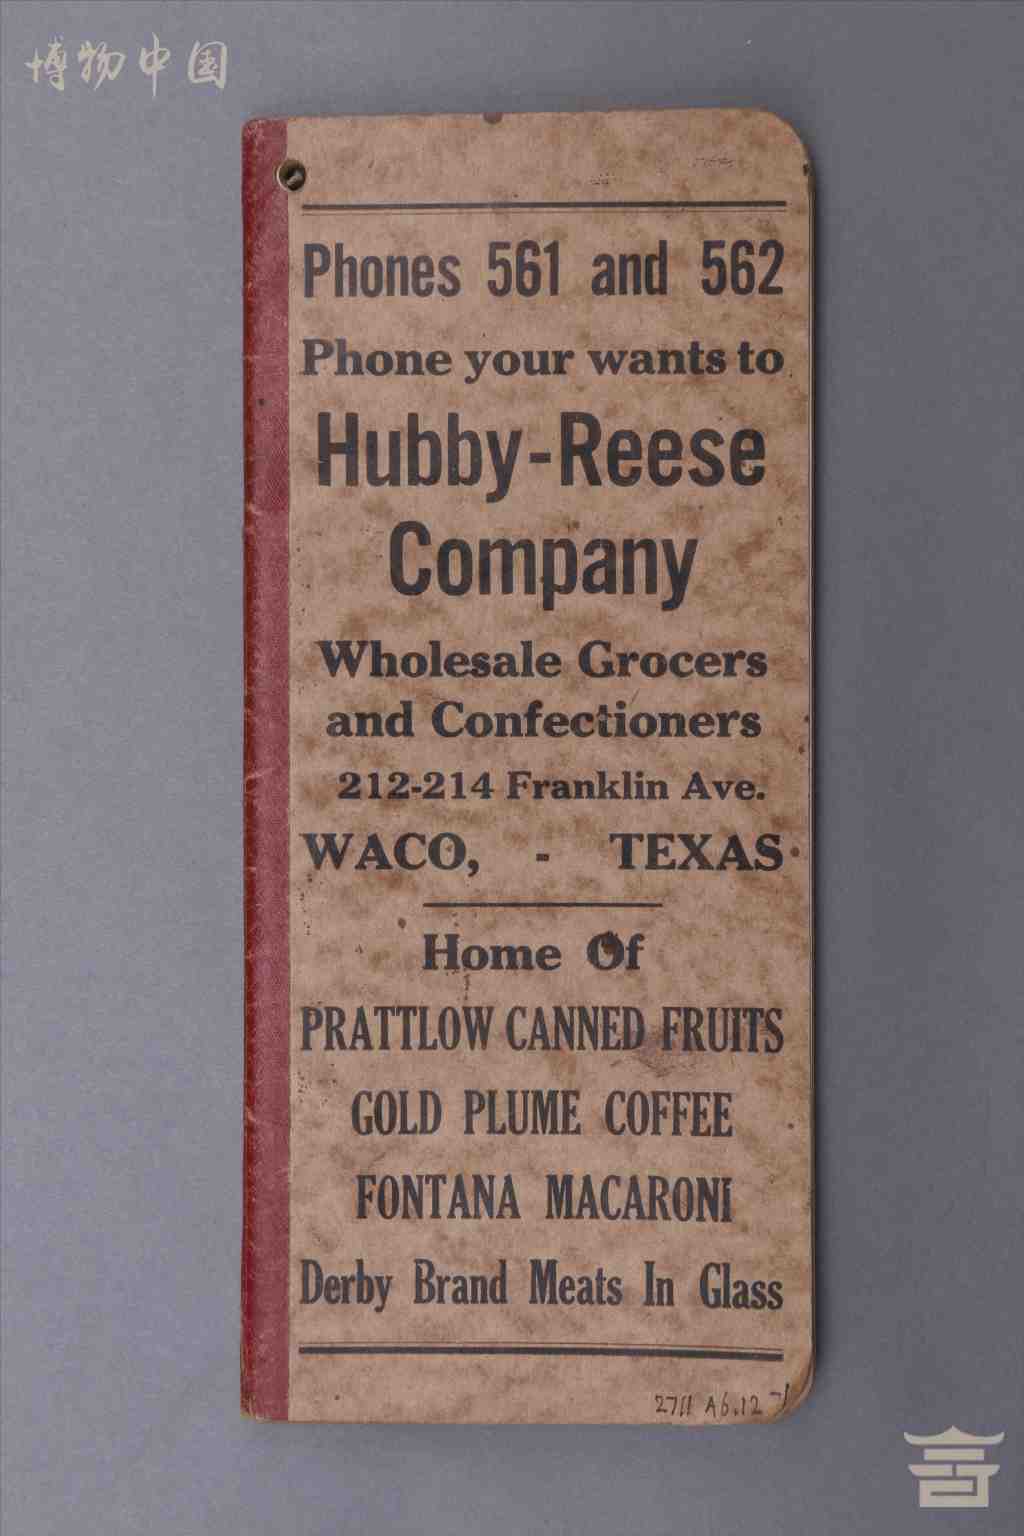 博物中国
Phones 561 and 562
Phone your wants to
Hubby-Reese
Company
Wholesale Grocers
and Confectioners
212-214 Franklin Ave.
WACO, - TEXAS
Home Of
PRATTLOW CANNED FRUITS
GOLD PLUME COFFEE
FONTANA MACARONI
Derby Brand Meats In Glass
2711 A6.12-1